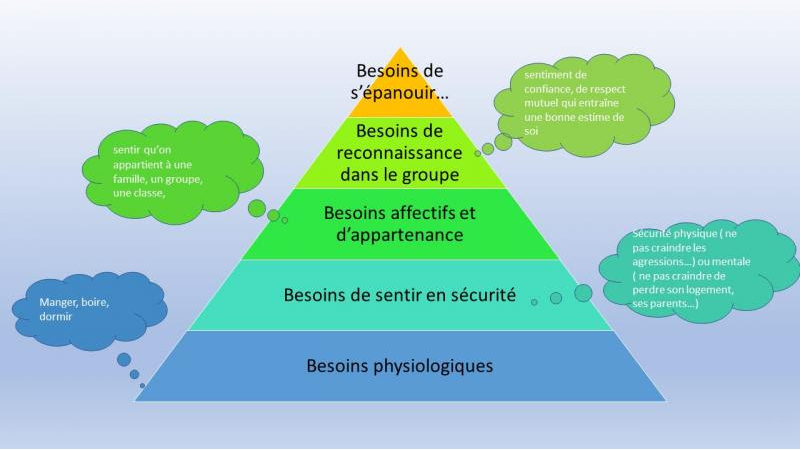 Besoins de
s’épanouir…
sentiment de
confiance, de respect
mutuel qui entraîne
une bonne estime de
soi
Besoins de
reconnaissance
dans le groupe
sentir qu’on
appartient à une
famille, un groupe,
une classe,
Besoins affectifs et
d’appartenance
Sécurité physique ( ne
pas craindre les
agressions…) ou mentale
( ne pas craindre de
perdre son logement,
ses parents…)
Besoins de sentir en sécurité
Manger, boire,
dormir
Besoins physiologiques